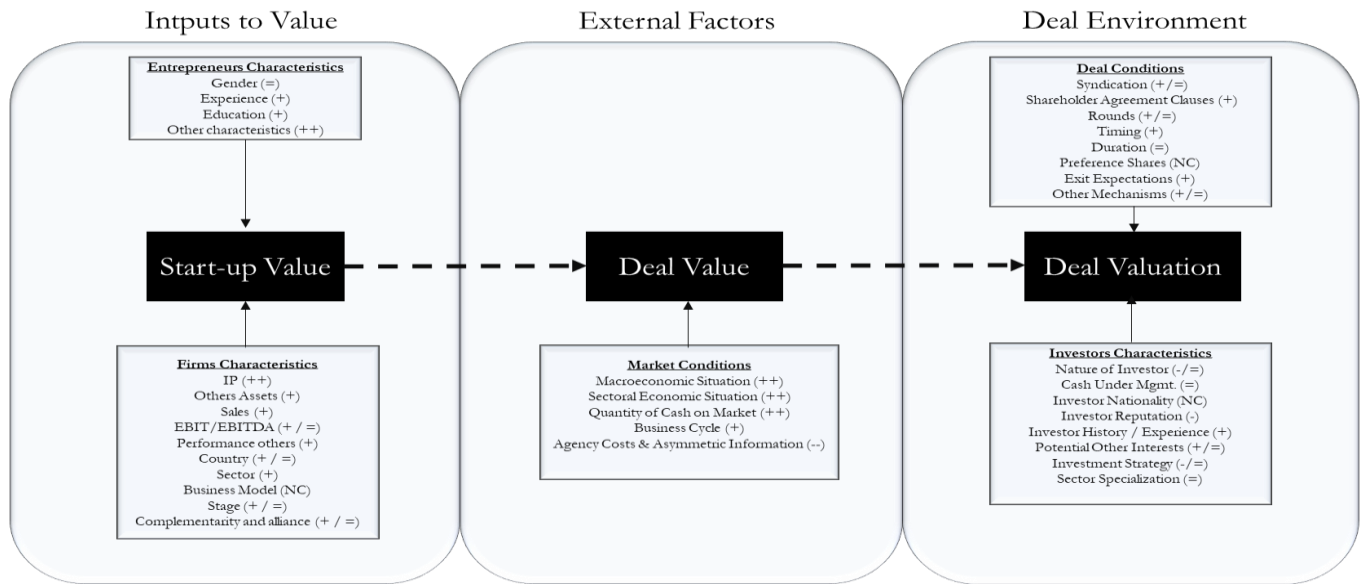 Intputs to Value
External Factors
Deal Environment
Entrepreneurs Characteristics
Gender (=)
Experience (+)
Education (+)
Other characteristics (++)
Start-up Value
Firms Characteristics
IP (++)
Others Assets (+)
Sales (+)
EBIT/EBITDA (+ / =)
Performance others (+)
Country (+ / =)
Sector (+)
Business Model (NC)
Stage (+ / =)
Complementarity and alliance (+ / =)
Deal Value
Market Conditions
Macroeconomic Situation (++)
Sectoral Economic Situation (++)
Quantity of Cash on Market (++)
Business Cycle (+)
Agency Costs & Asymmetric Information (--)
Deal Conditions
Syndication (+/=)
Shareholder Agreement Clauses (+)
Rounds (+/=)
Timing (+)
Duration (=)
Preference Shares (NC)
Exit Expectations (+)
Other Mechanisms (+/=)
Deal Valuation
Investors Characteristics
Nature of Investor (-/=)
Cash Under Mgmt. (=)
Investor Nationality (NC)
Investor Reputation (-)
Investor History / Experience (+)
Potential Other Interests (+/=)
Investment Strategy (-/=)
Sector Specialization (=)